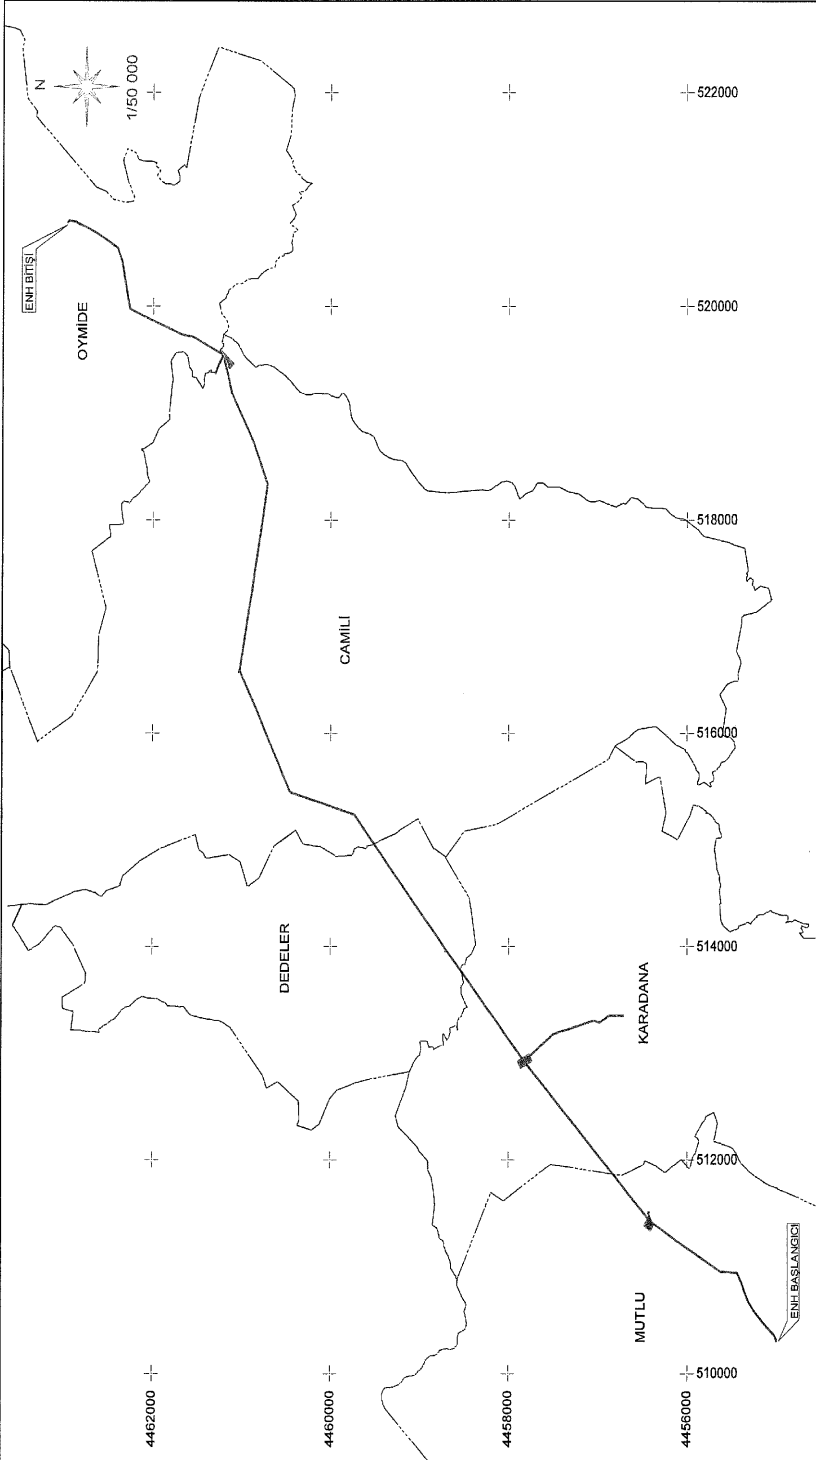 N
1/50 000
ENH BİTİŞİ
OYMİDE
CAMİLİ
DEDELER
KARADANA
MUTLU
ENH BAŞLANGICI
522000
520000
518000
516000
514000
512000
510000
4462000
4460000
4458000
4456000